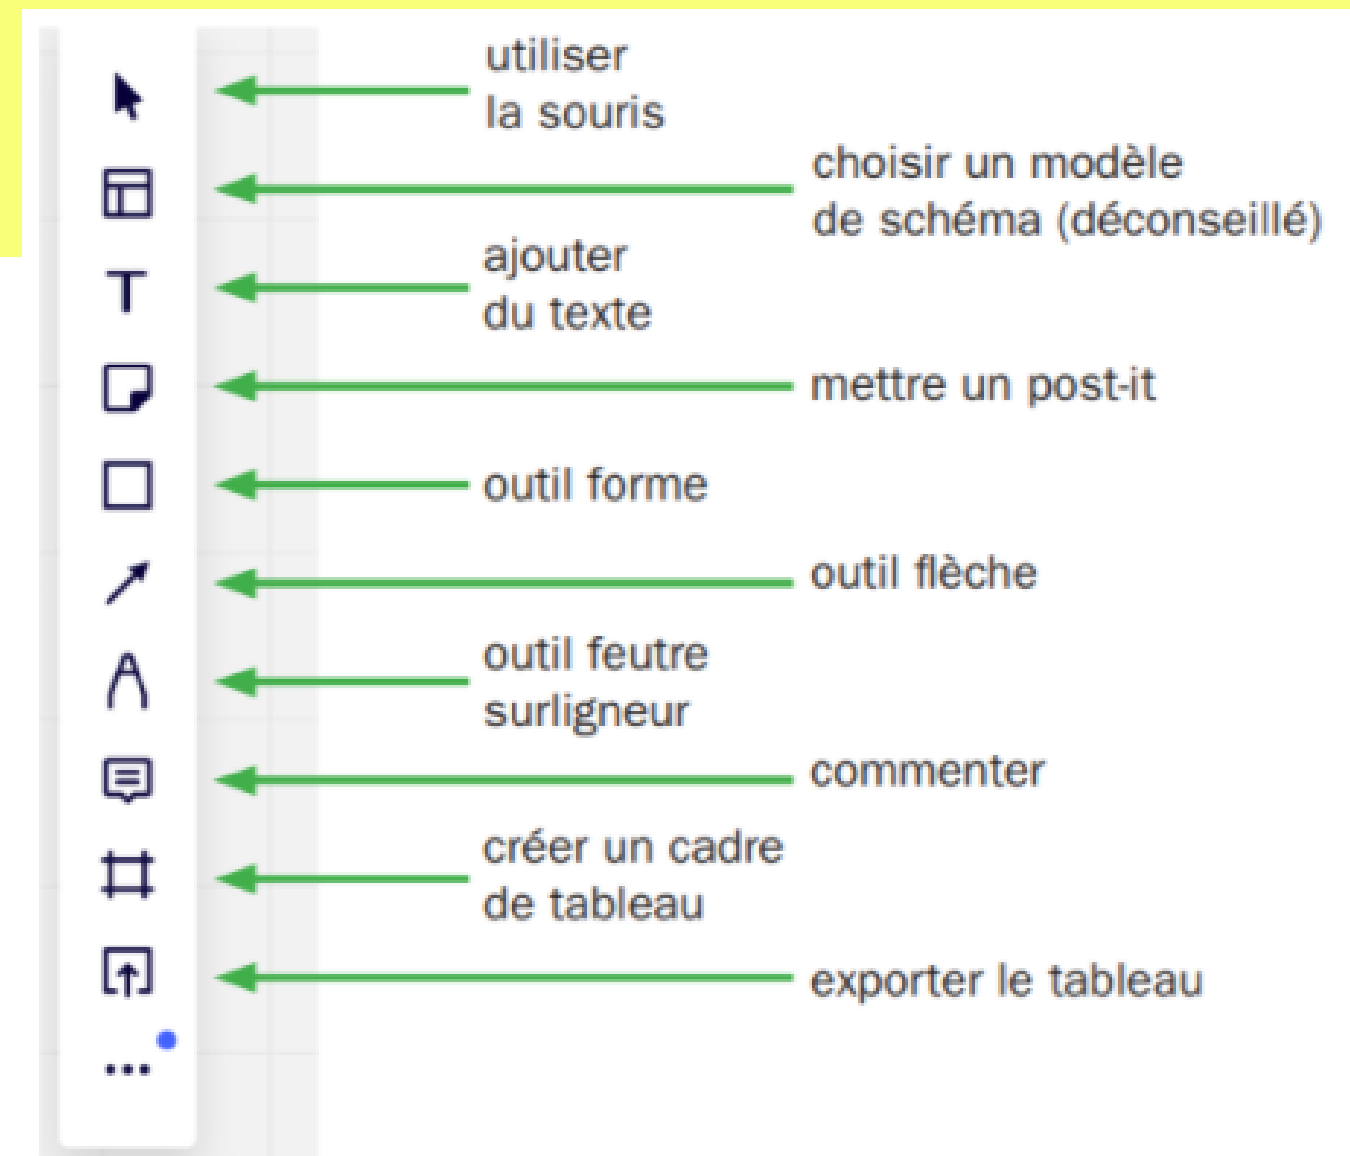 utiliser
la souris
choisir un modèle
de schéma (déconseillé)
ajouter
du texte
mettre un post-it
outil forme
outil flèche
outil feutre
surligneur
commenter
créer un cadre
de tableau
exporter le tableau